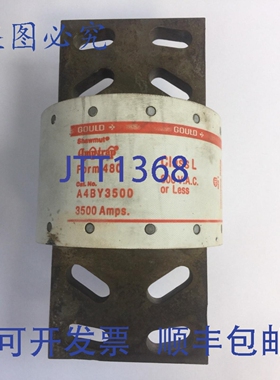 是图 必究
GOULD GOULD
Shawmut®
Form 480
Class L
Cat. No.
A4BY3500
or Less
3500 Amps.
JTT1368
可开发票 顺丰包邮